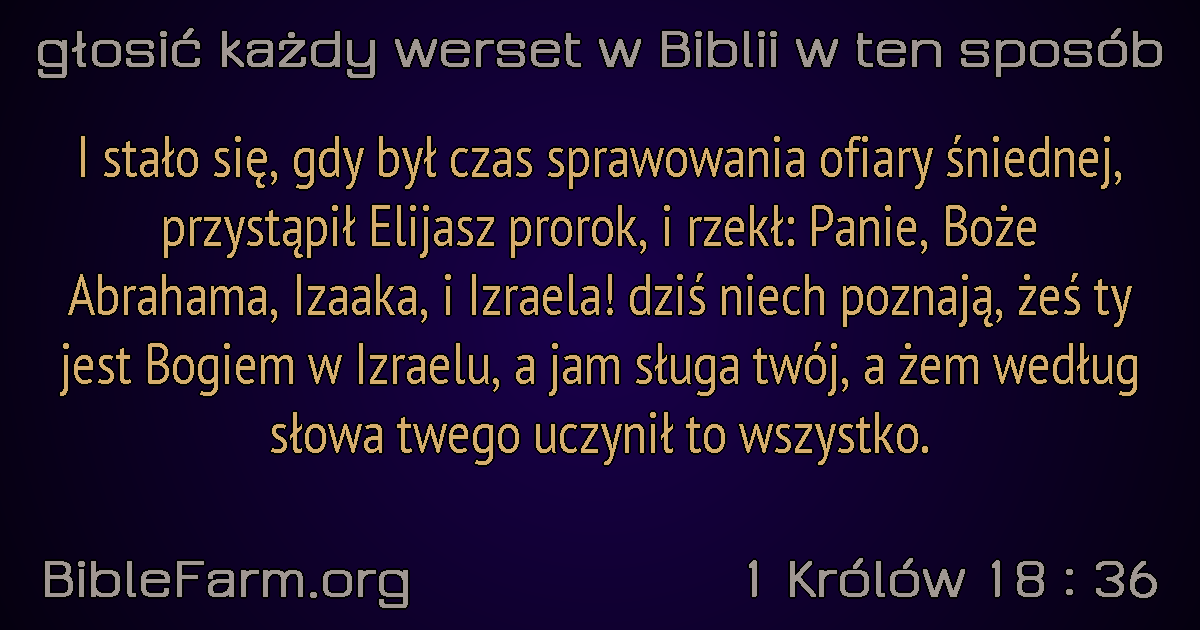 głosić każdy werset w Biblii w ten sposób
I stało się, gdy był czas sprawowania ofiary śniednej,
przystąpił Elijasz prorok, i rzekł: Panie, Boże
Abrahama, Izaaka, i Izraela! dziś niech poznają, żeś ty
jest Bogiem w Izraelu, a jam sługa twój, a żem według
słowa twego uczynił to wszystko.
BibleFarm.org
1 Królów 18 : 36